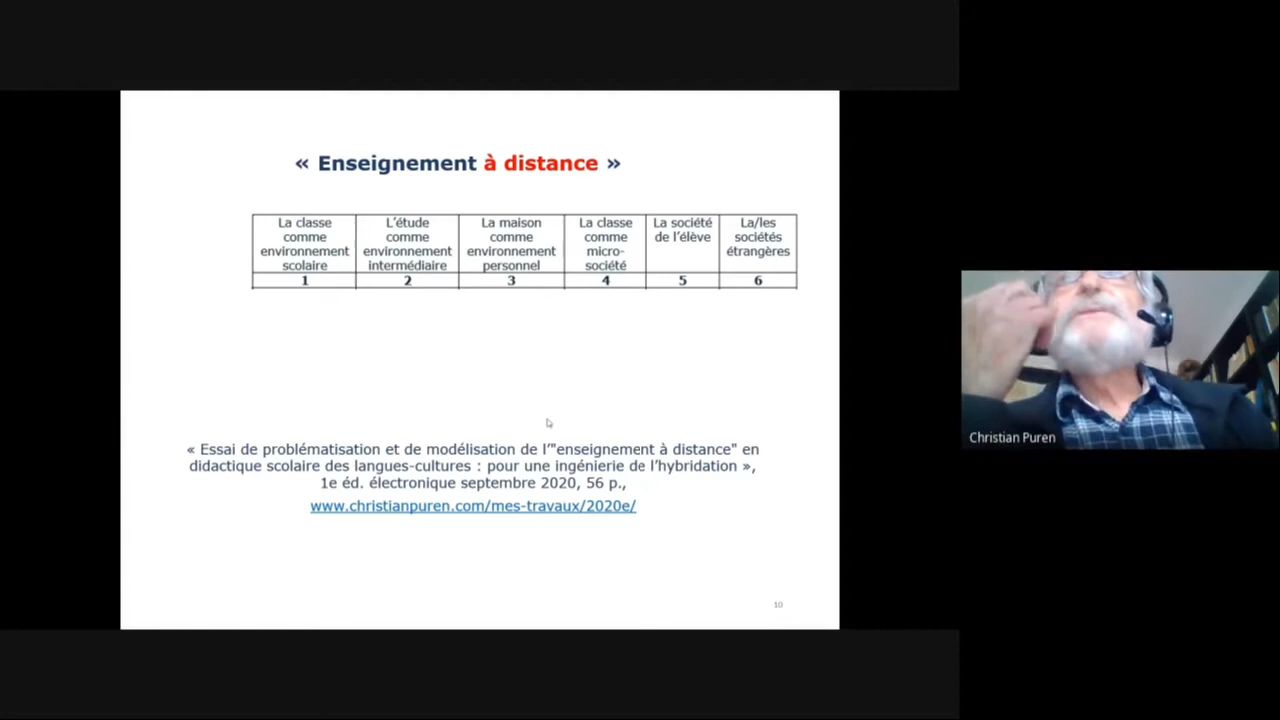 « Enseignement à distance »
La classe comme environnement scolaire
L'étude comme environnement intermédiaire
La maison comme environnement personnel
La classe comme micro-société
La société de l'élève
La/les sociétés étrangères
1 2 3 4 5 6
« Essai de problématisation et de modélisation de l'"enseignement à distance" en
didactique scolaire des langues-cultures : pour une ingénierie de l'hybridation »,
1e éd. électronique septembre 2020, 56 p.,
www.christianpuren.com/mes-travaux/2020e/
10
Christian Puren